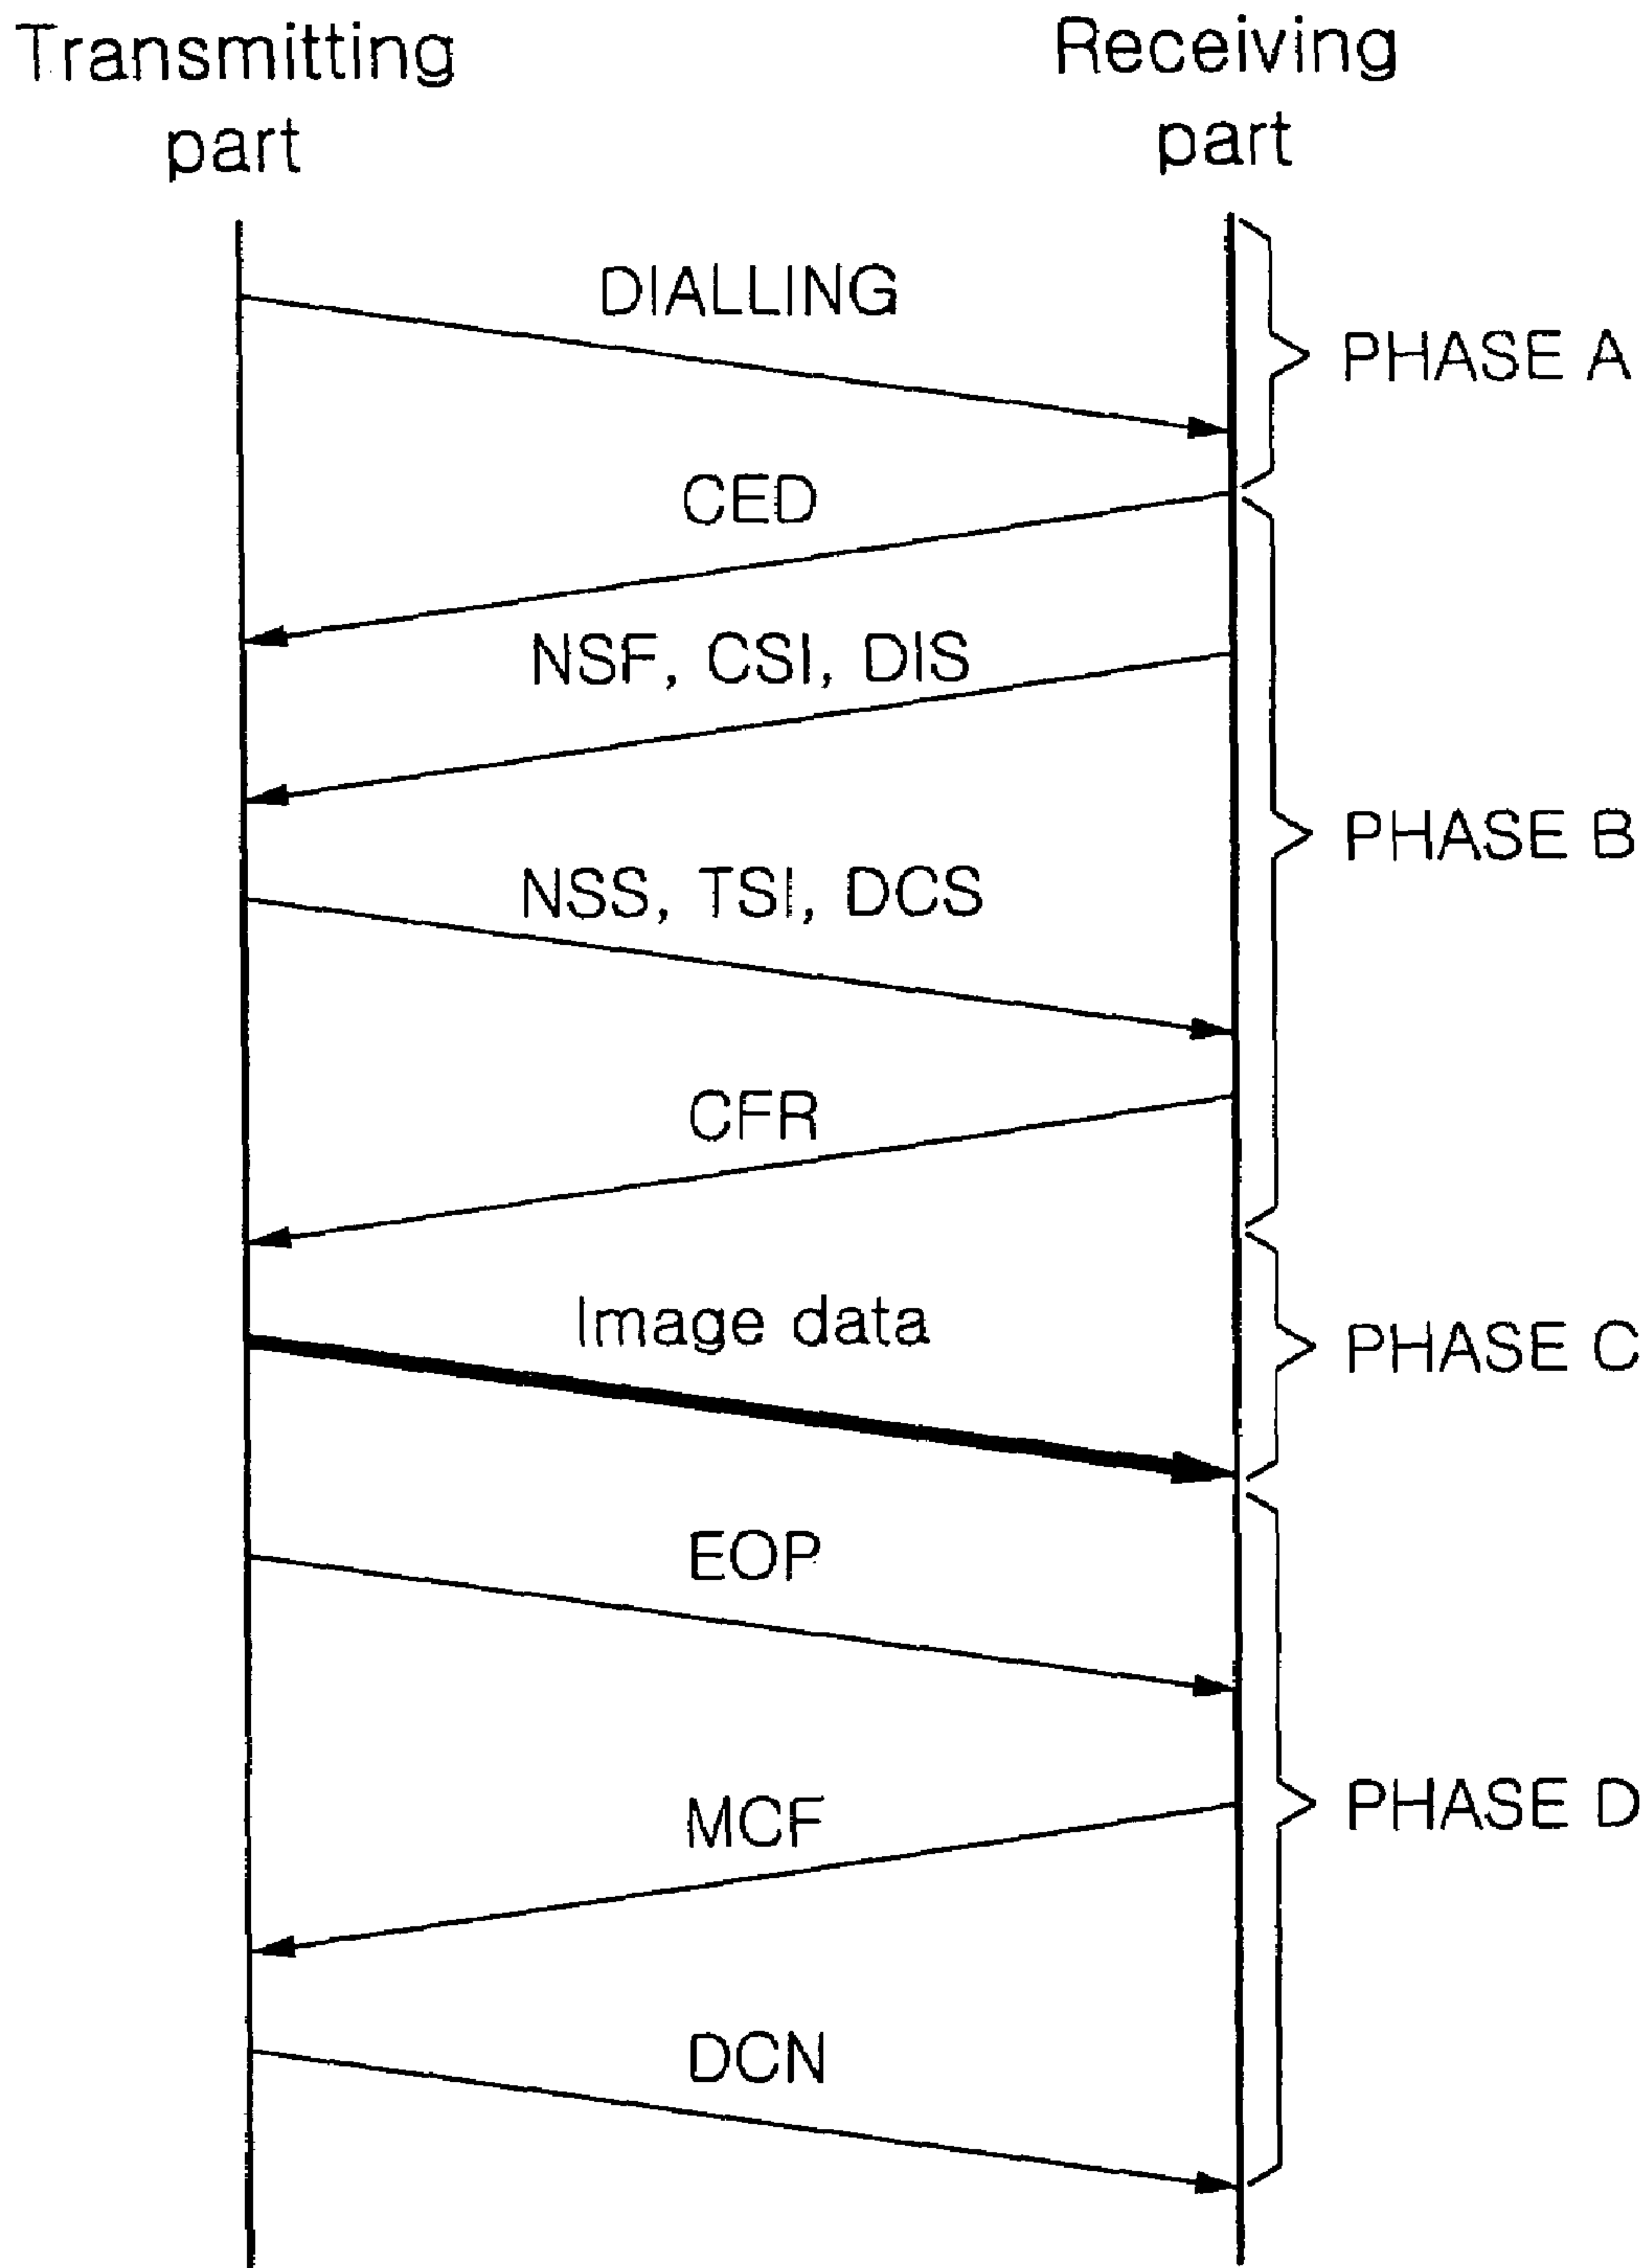 Transmitting
part
Receiving
part
DIALLING
PHASE A
CED
NSF, CSI, DIS
PHASE B
NSS, TSI, DCS
CFR
Image data
PHASE C
EOP
MCF
PHASE D
DCN